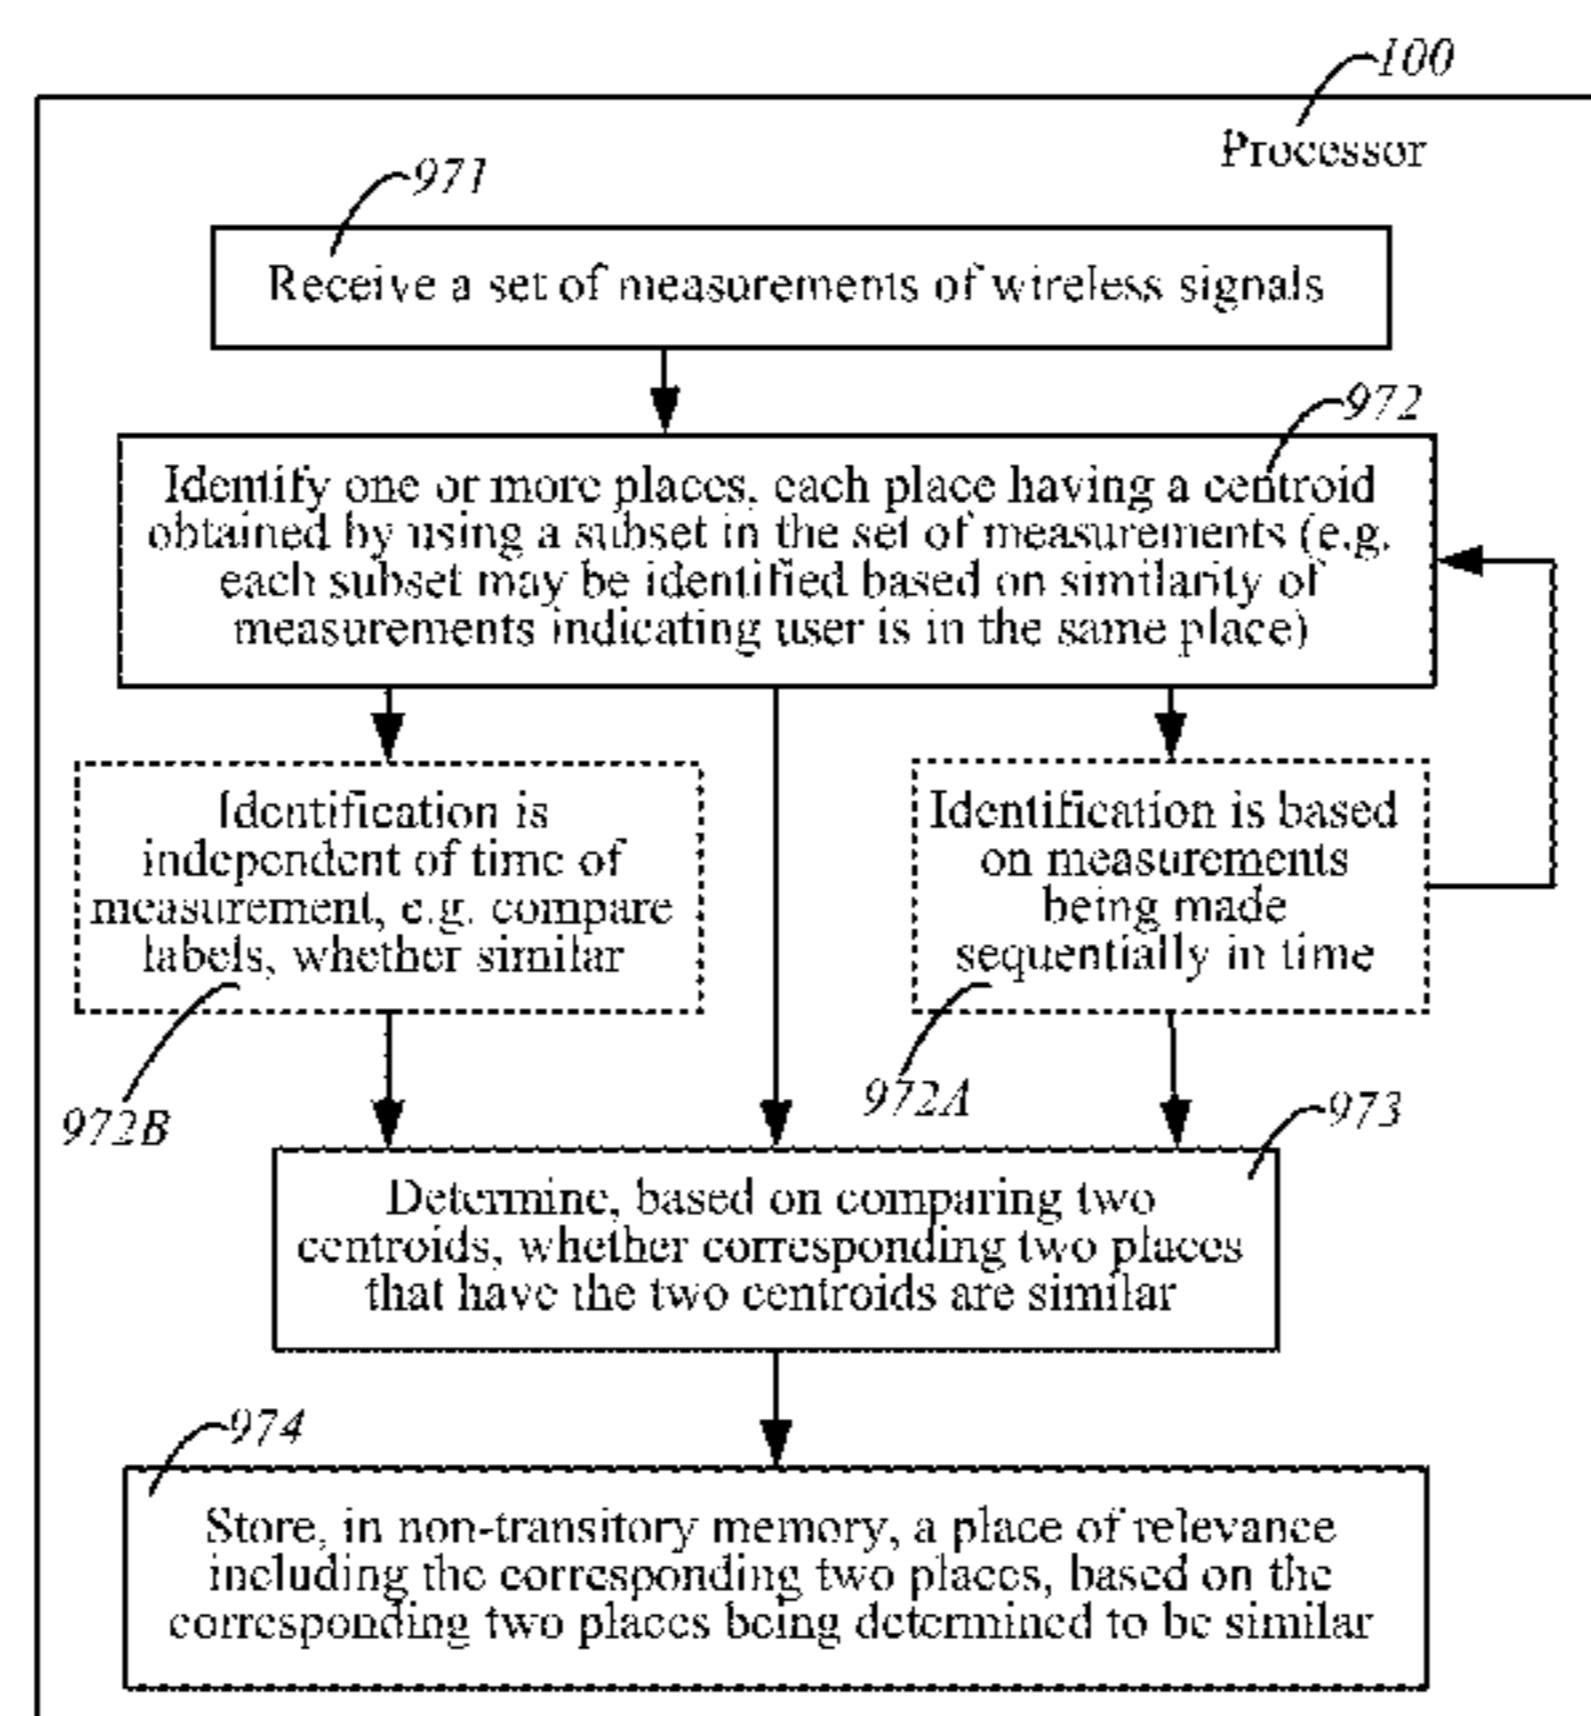 100
Processor
971
Receive a set of measurements of wireless signals
972
Identify one or more places, each place having a centroid
obtained by using a subset in the set of measurements (e.g.
each subset may be identified based on similarity of
measurements indicating user is in the same place)
Identification is
independent of time of
measurement, e.g. compare
labels, whether similar
972B
Identification is based
on measurements
being made
sequentially in time
972A
973
Determine, based on comparing two
centroids, whether corresponding two places
that have the two centroids are similar
974
Store, in non-transitory memory, a place of relevance
including the corresponding two places, based on the
corresponding two places being determined to be similar